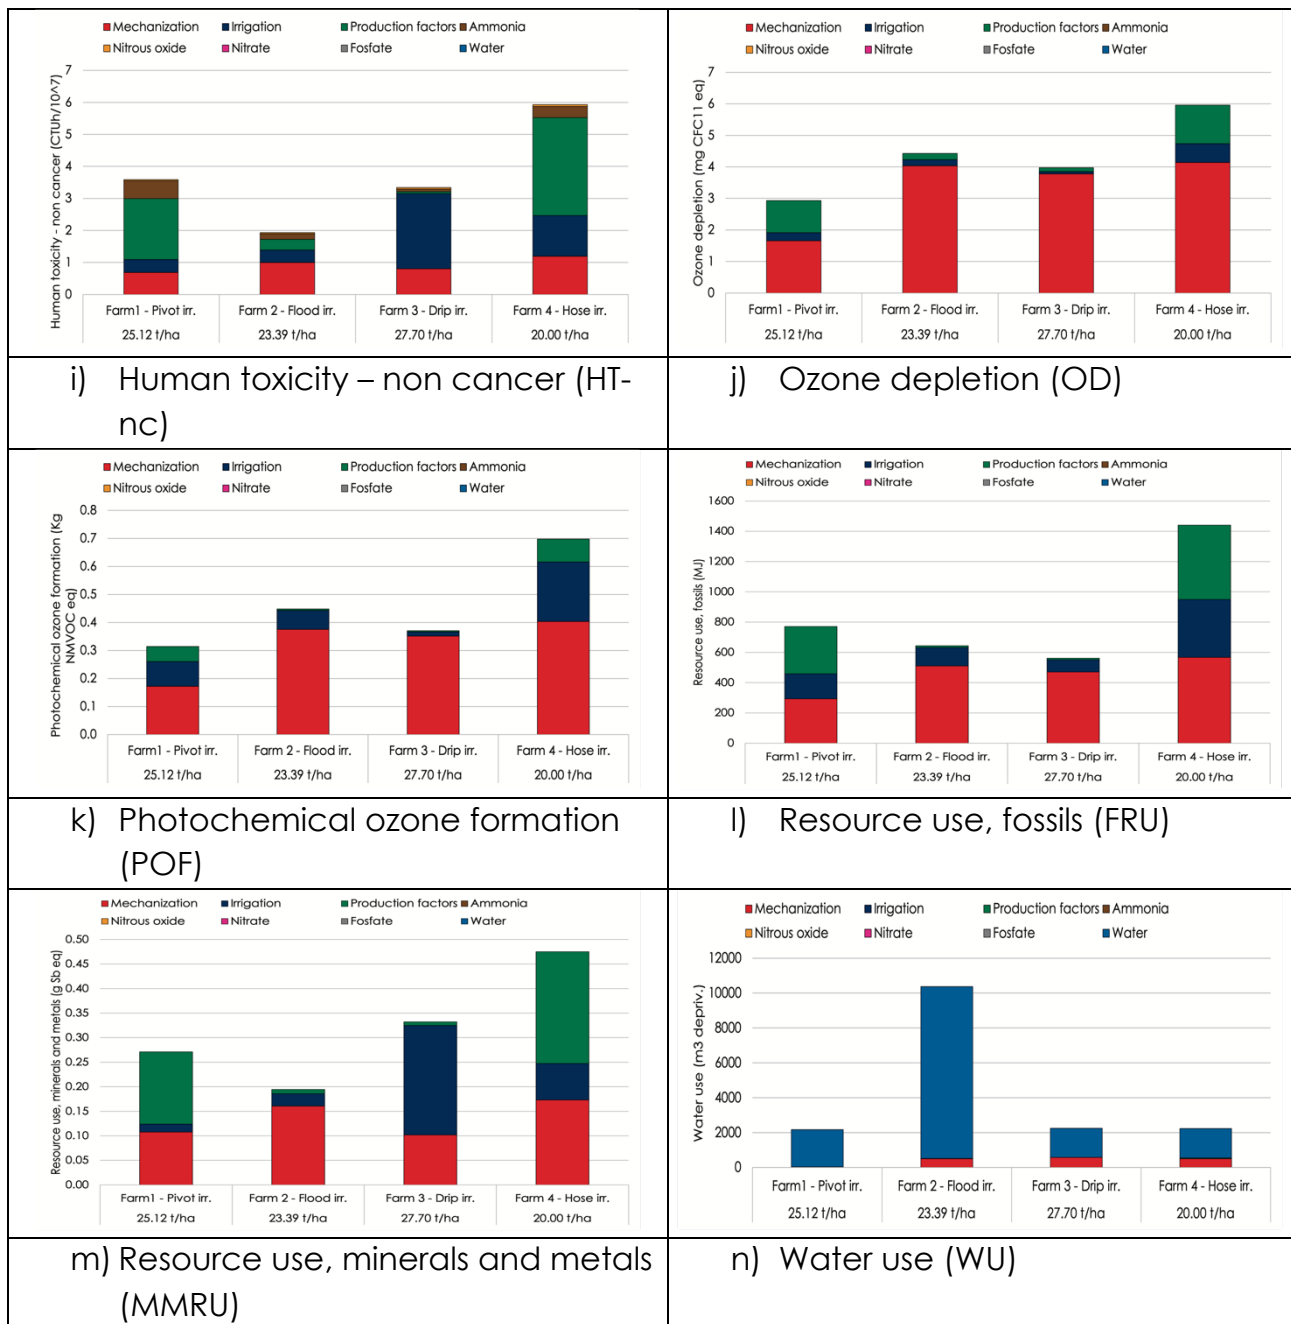 Mechanization Irrigation Production factors Ammonia
Nitrous oxide Nitrate Fosfate Water
Human toxicity - non cancer (CTUh/10^7)
7
6
5
4
3
2
1
0
Farm1 - Pivot irr. Farm 2 - Flood irr. Farm 3 - Drip irr. Farm 4 - Hose irr.
25.12 t/ha 23.39 t/ha 27.70 t/ha 20.00 t/ha
i) Human toxicity – non cancer (HT-
nc)
Mechanization Irrigation Production factors Ammonia
Nitrous oxide Nitrate Fosfate Water
Ozone depletion (mg CFC11 eq)
7
6
5
4
3
2
1
0
Farm1 - Pivot irr. Farm 2 - Flood irr. Farm 3 - Drip irr. Farm 4 - Hose irr.
25.12 t/ha 23.39 t/ha 27.70 t/ha 20.00 t/ha
j) Ozone depletion (OD)
Mechanization Irrigation Production factors Ammonia
Nitrous oxide Nitrate Fosfate Water
Photochemical ozone formation (Kg
NMVOC eq)
0.8
0.7
0.6
0.5
0.4
0.3
0.2
0.1
0.0
Farm1 - Pivot irr. Farm 2 - Flood irr. Farm 3 - Drip irr. Farm 4 - Hose irr.
25.12 t/ha 23.39 t/ha 27.70 t/ha 20.00 t/ha
k) Photochemical ozone formation
(POF)
Mechanization Irrigation Production factors Ammonia
Nitrous oxide Nitrate Fosfate Water
Resource use, fossils (MJ)
1600
1400
1200
1000
800
600
400
200
0
Farm1 - Pivot irr. Farm 2 - Flood irr. Farm 3 - Drip irr. Farm 4 - Hose irr.
25.12 t/ha 23.39 t/ha 27.70 t/ha 20.00 t/ha
l) Resource use, fossils (FRU)
Mechanization Irrigation Production factors Ammonia
Nitrous oxide Nitrate Fosfate Water
Resource use, minerals and metals (g Sb eq)
0.50
0.45
0.40
0.35
0.30
0.25
0.20
0.15
0.10
0.05
0.00
Farm1 - Pivot irr. Farm 2 - Flood irr. Farm 3 - Drip irr. Farm 4 - Hose irr.
25.12 t/ha 23.39 t/ha 27.70 t/ha 20.00 t/ha
m) Resource use, minerals and metals
(MMRU)
Mechanization Irrigation Production factors Ammonia
Nitrous oxide Nitrate Fosfate Water
Water use (m3 depriv.)
12000
10000
8000
6000
4000
2000
0
Farm1 - Pivot irr. Farm 2 - Flood irr. Farm 3 - Drip irr. Farm 4 - Hose irr.
25.12 t/ha 23.39 t/ha 27.70 t/ha 20.00 t/ha
n) Water use (WU)